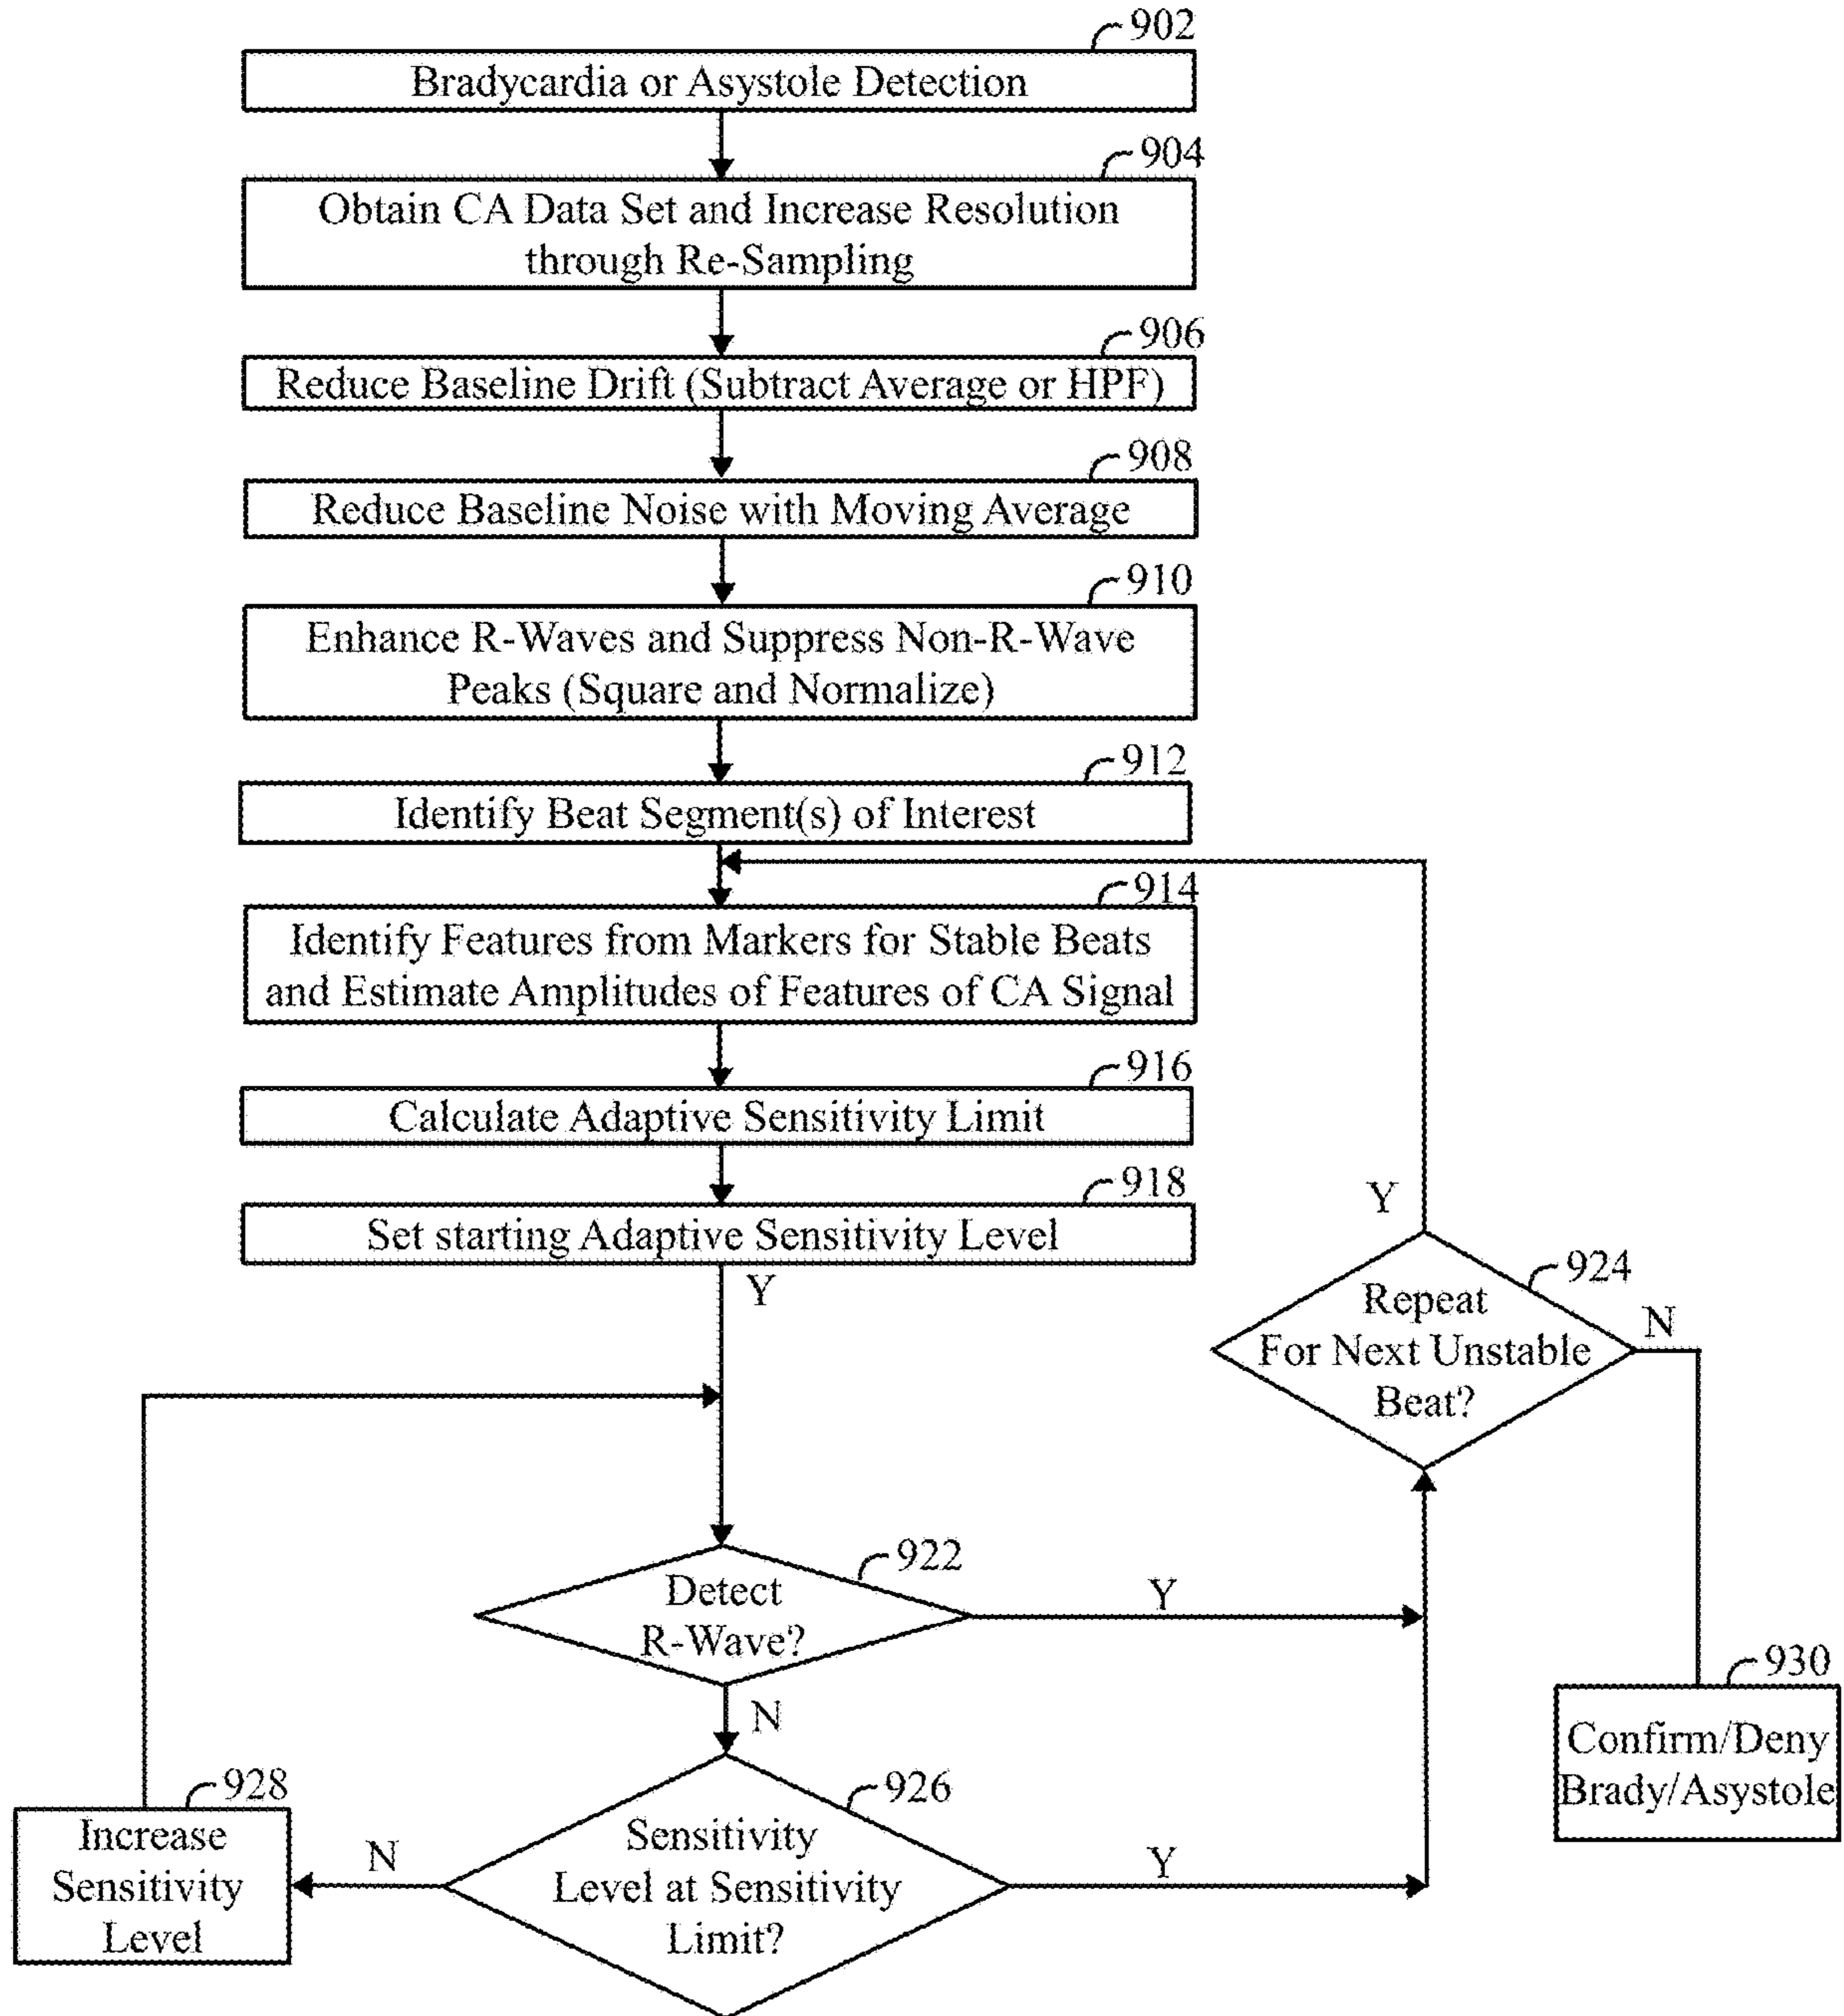 902
Bradycardia or Asystole Detection
904
Obtain CA Data Set and Increase Resolution
through Re-Sampling
906
Reduce Baseline Drift (Subtract Average or HPF)
908
Reduce Baseline Noise with Moving Average
910
Enhance R-Waves and Suppress Non-R-Wave
Peaks (Square and Normalize)
912
Identify Beat Segment(s) of Interest
914
Identify Features from Markers for Stable Beats
and Estimate Amplitudes of Features of CA Signal
916
Calculate Adaptive Sensitivity Limit
918
Set starting Adaptive Sensitivity Level
Y
Y
924
Repeat
For Next Unstable
Beat?
N
922
Detect
R-Wave?
Y
N
930
Confirm/Deny
Brady/Asystole
926
Sensitivity
Level at Sensitivity
Limit?
Y
N
928
Increase
Sensitivity
Level